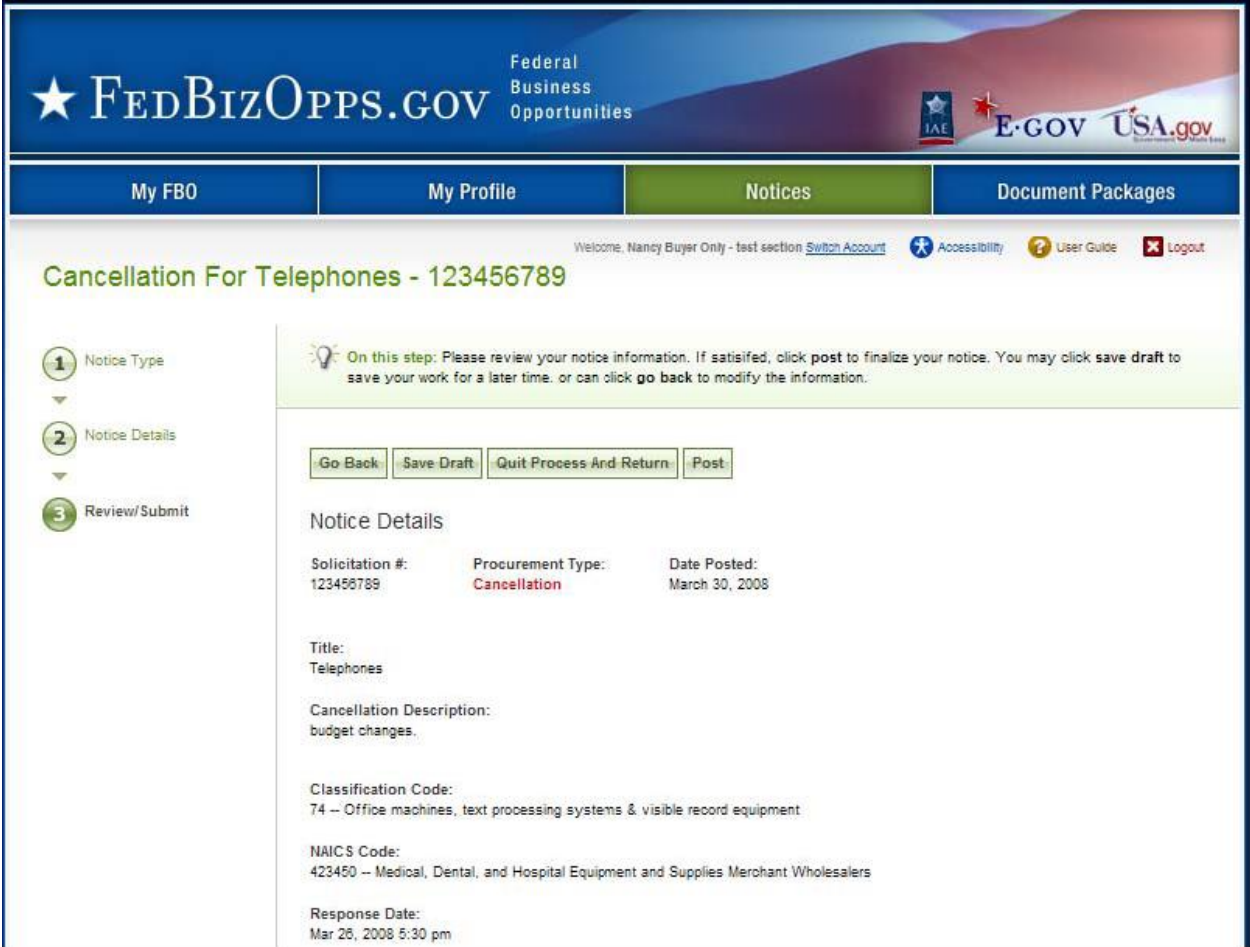 ★ FEDBIZOPPS.GOV
Federal
Business
Opportunities
IAE
E·GOV
USA.gov
My FBO
My Profile
Notices
Document Packages
Welcome, Nancy Buyer Only - test section Switch Account
Accessibility
User Guide
Logout
Cancellation For Telephones - 123456789
1 Notice Type
2 Notice Details
3 Review/Submit
On this step: Please review your notice information. If satisifed, click post to finalize your notice. You may click save draft to
save your work for a later time. or can click go back to modify the information.
Go Back
Save Draft
Quit Process And Return
Post
Notice Details
Solicitation #:
123456789
Procurement Type:
Cancellation
Date Posted:
March 30, 2008
Title:
Telephones
Cancellation Description:
budget changes.
Classification Code:
74 -- Office machines, text processing systems & visible record equipment
NAICS Code:
423450 -- Medical, Dental, and Hospital Equipment and Supplies Merchant Wholesalers
Response Date:
Mar 26, 2008 5:30 pm